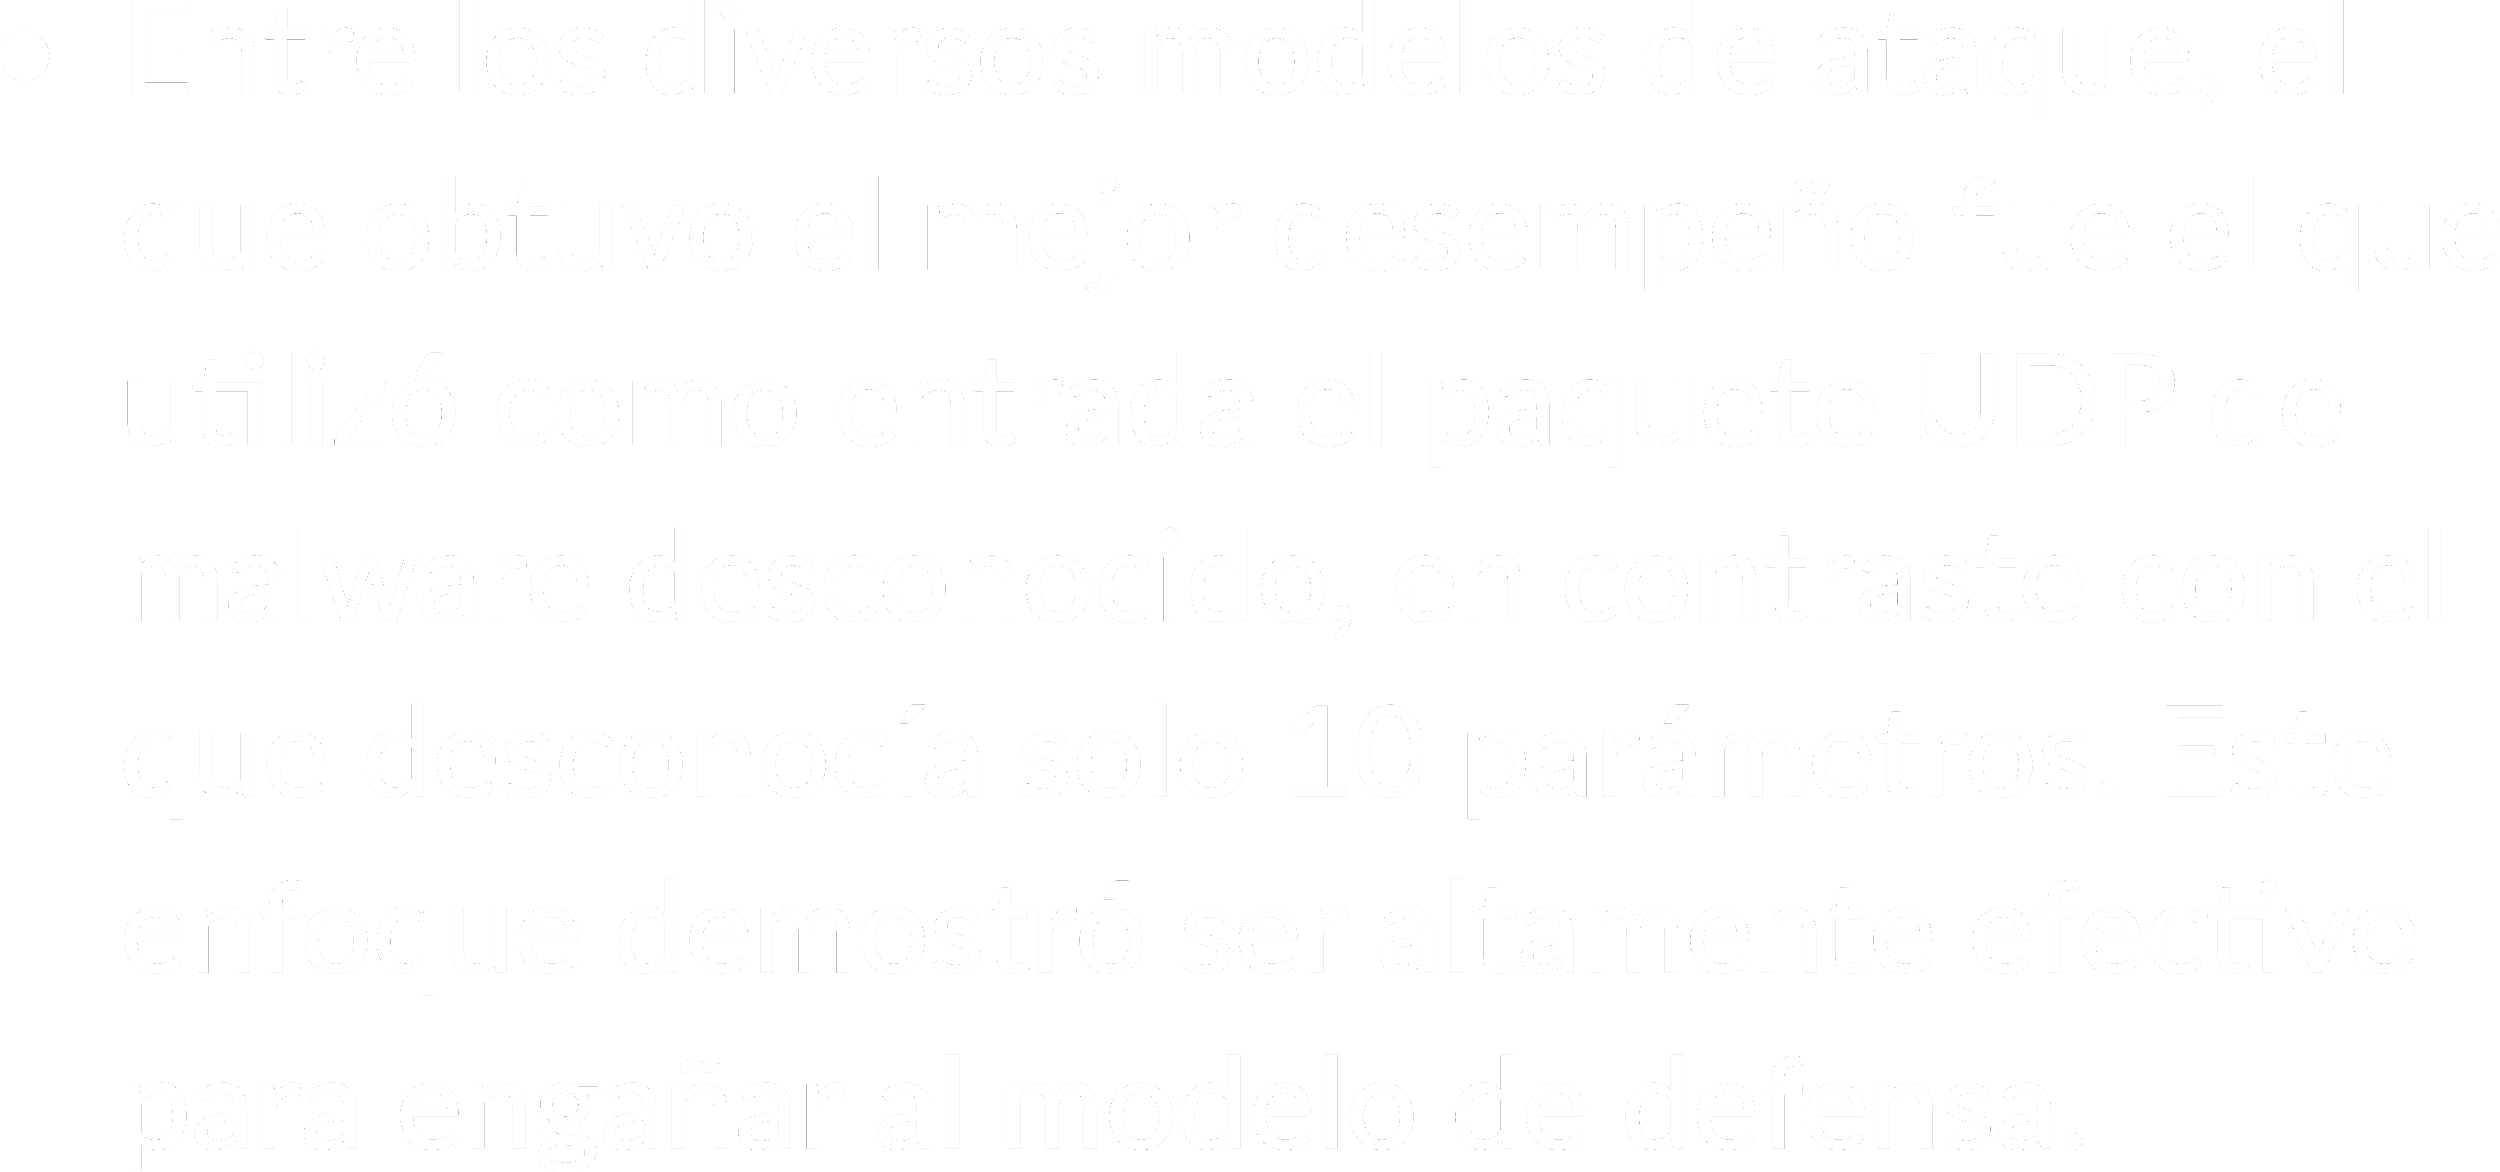 • Entre los diversos modelos de ataque, el
que obtuvo el mejor desempeño fue el que
utilizó como entrada el paquete UDP de
malware desconocido, en contraste con el
que desconocía solo 10 parámetros. Este
enfoque demostró ser altamente efectivo
para engañar al modelo de defensa.